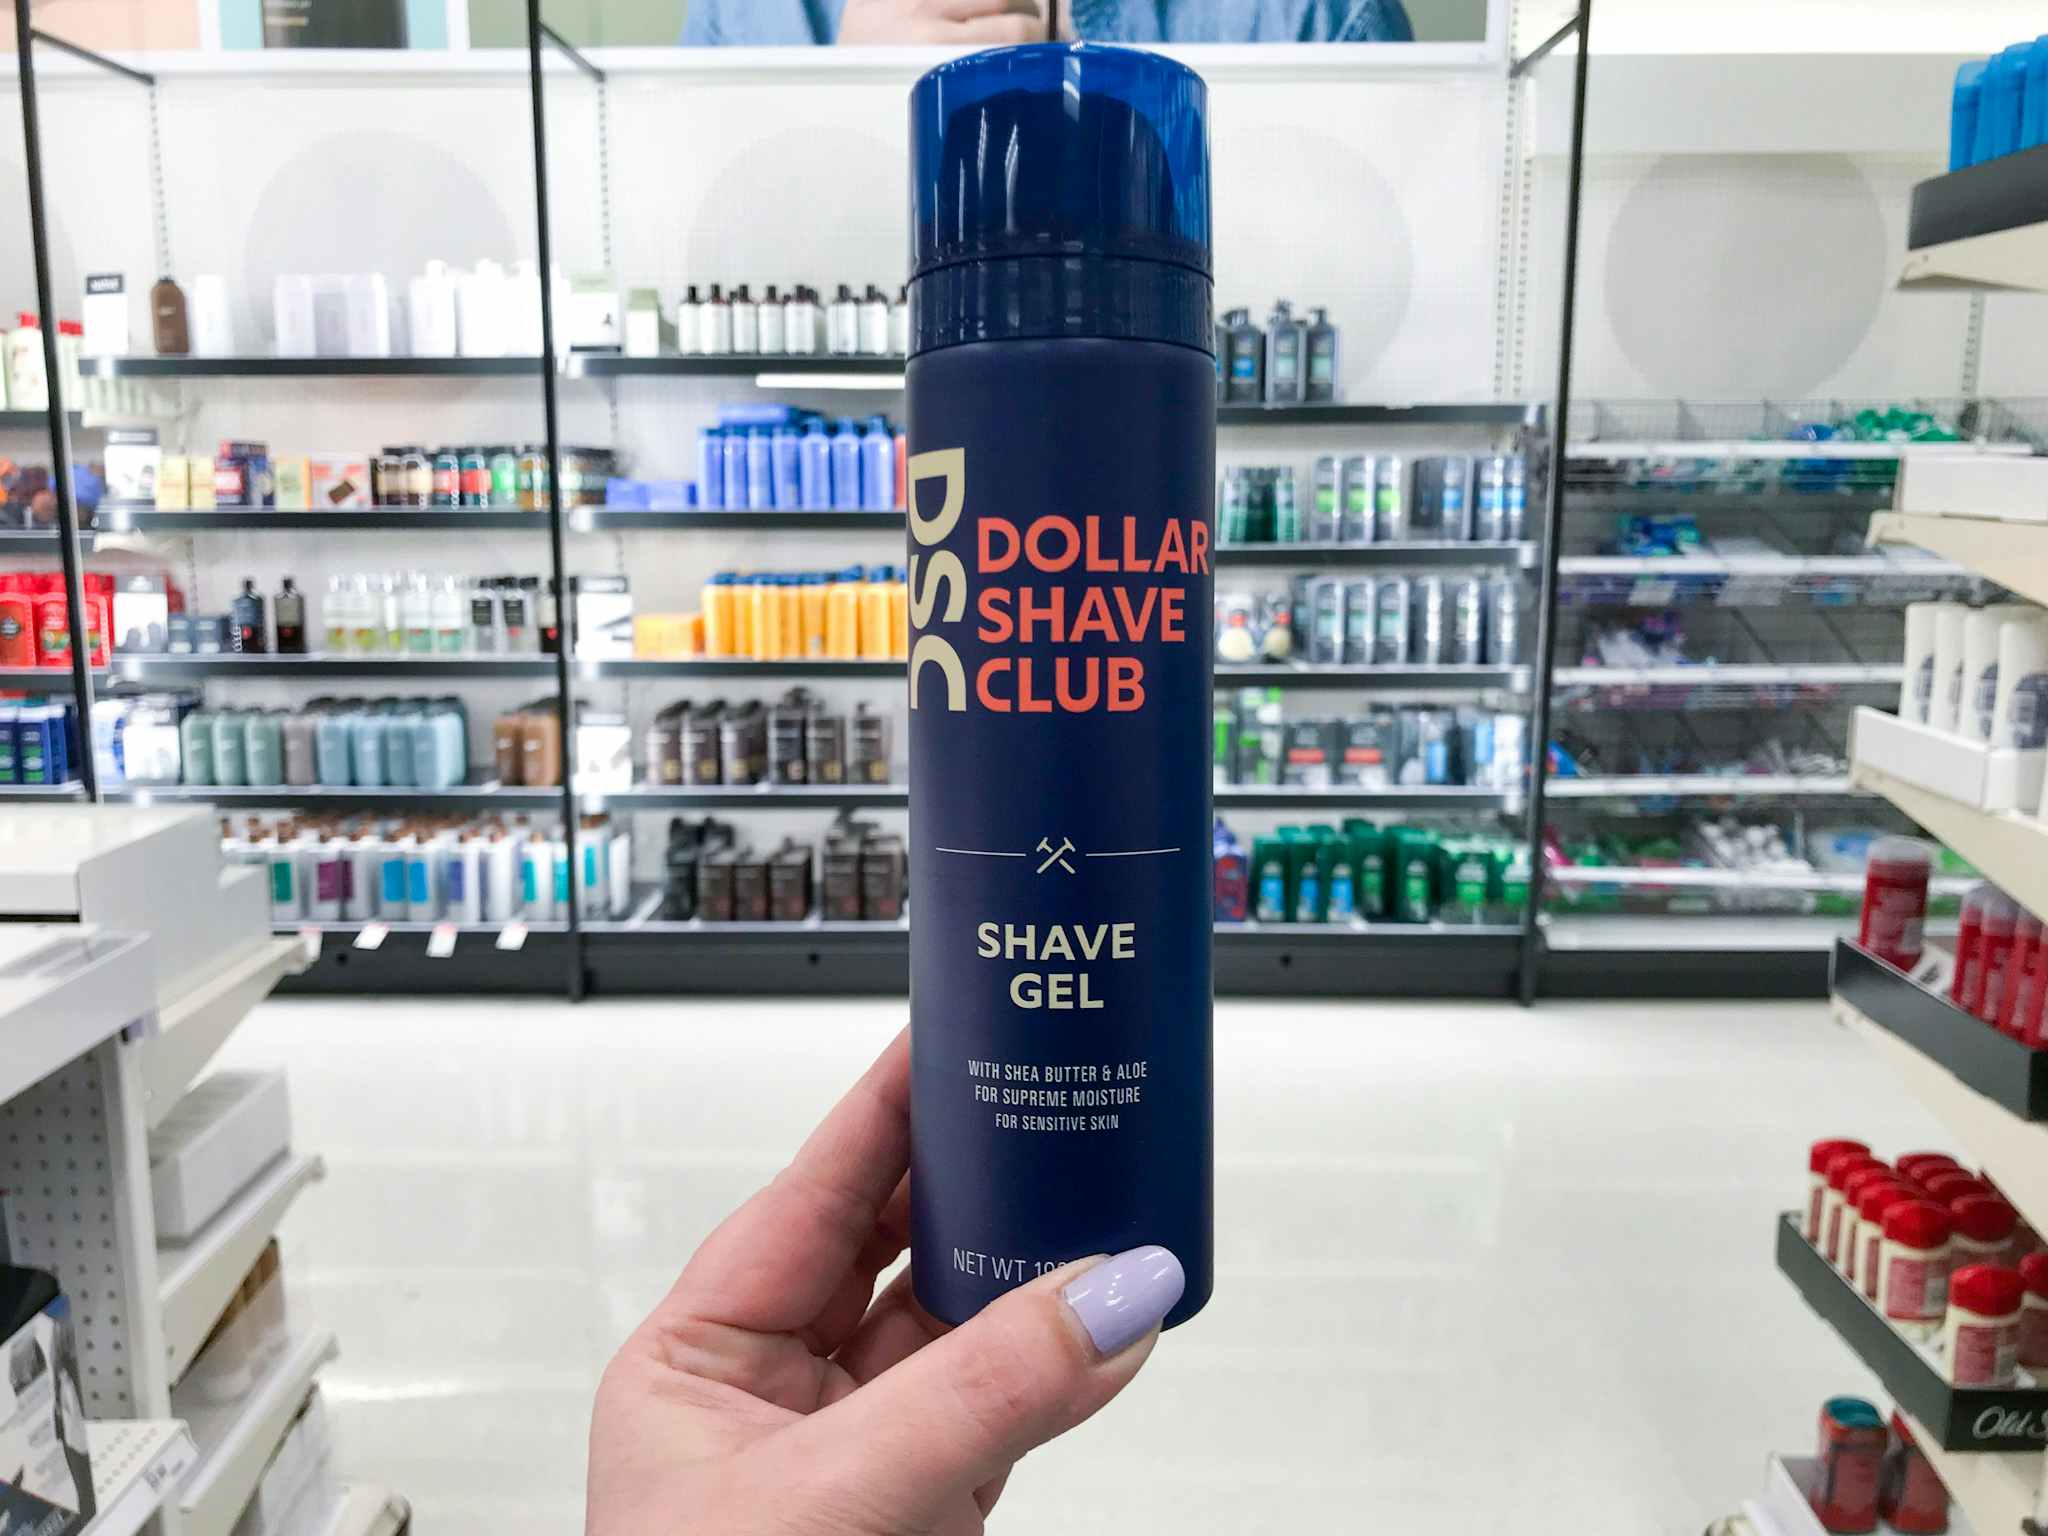 DSC
DOLLAR
SHAVE
CLUB
SHAVE
GEL
WITH SHEA BUTTER & ALOE
FOR SUPREME MOISTURE
FOR SENSITIVE SKIN
NET WT
Old